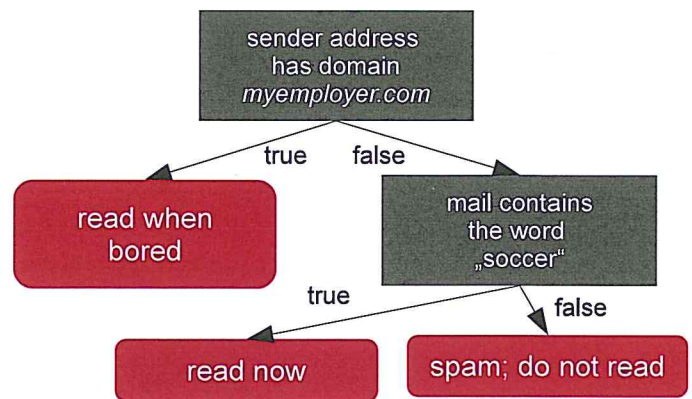 sender address
has domain
myemployer.com
true
false
read when
bored
mail contains
the word
„soccer“
true
false
read now
spam; do not read